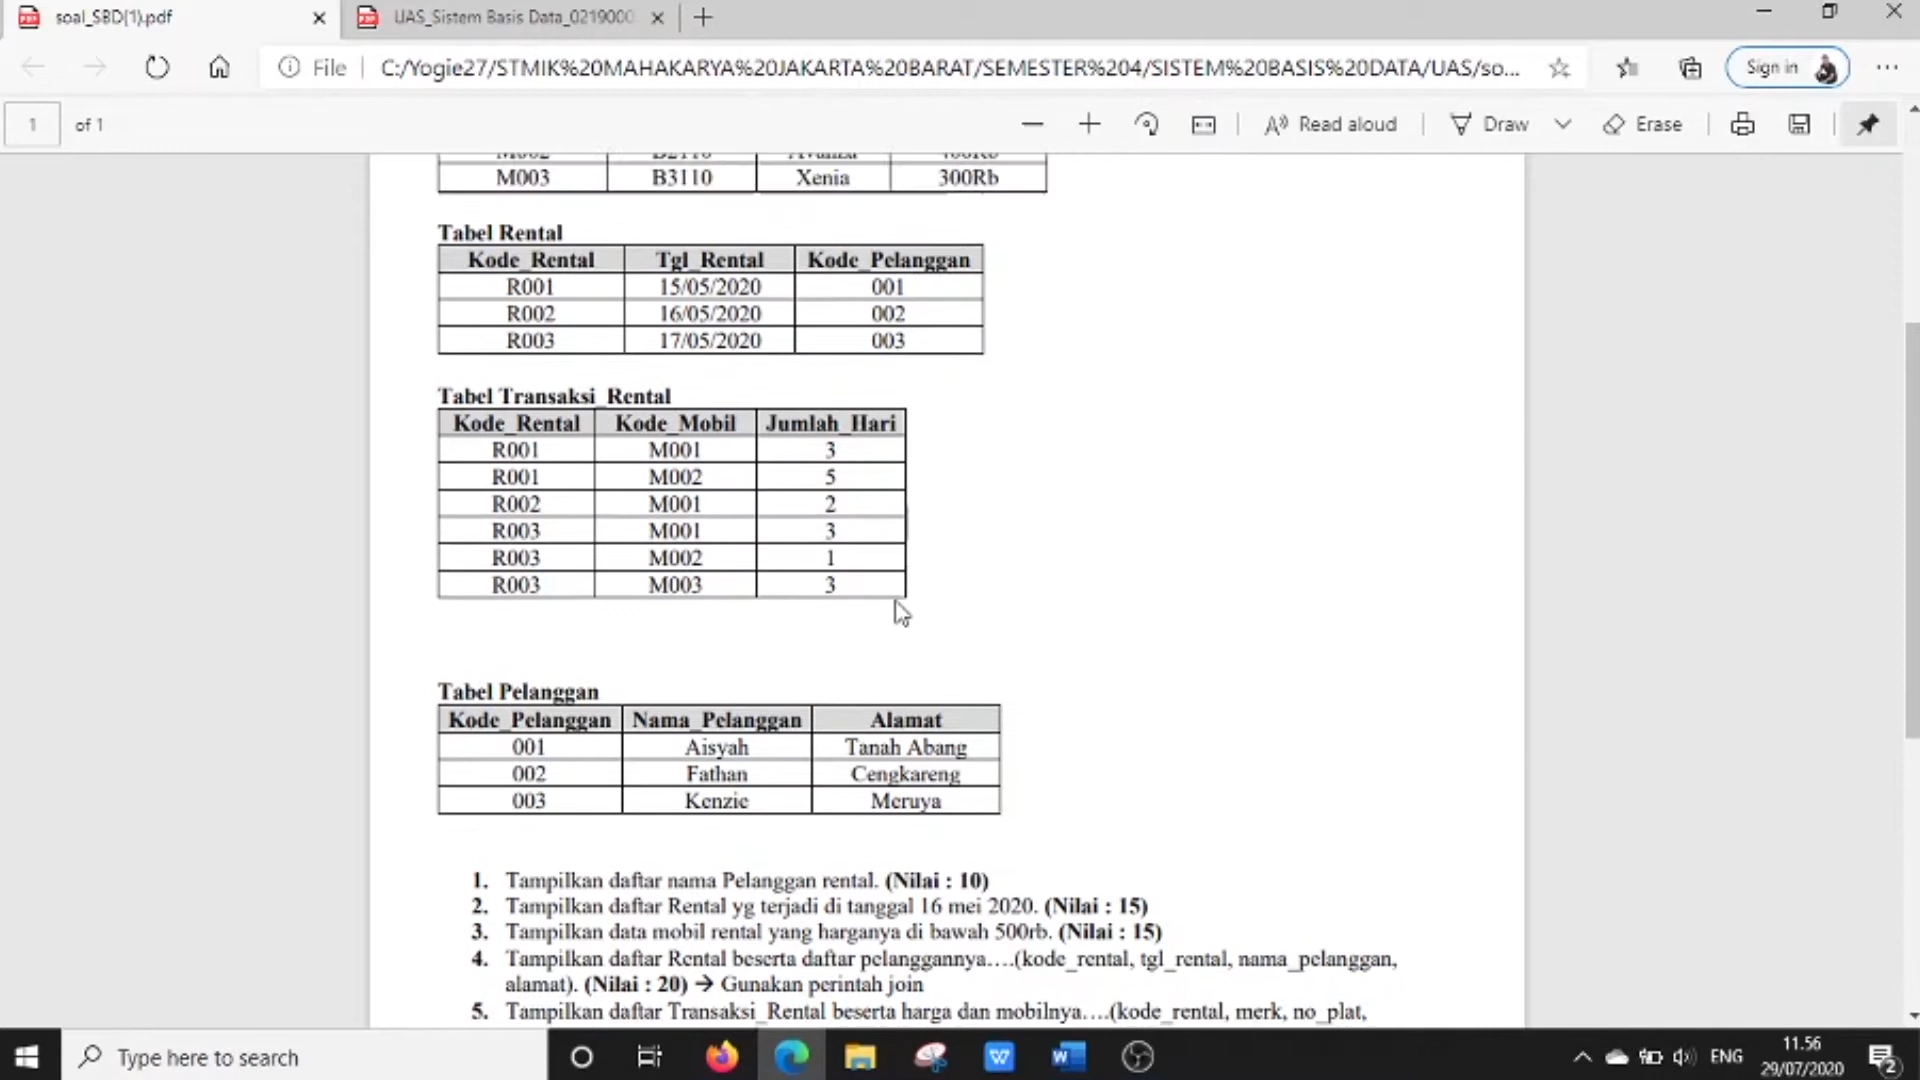 soal_SBD(1).pdf
UAS_Sistem Basis Data_0219000
File
C:/Yogie27/STMIK%20MAHAKARYA%20JAKARTA%20BARAT/SEMESTER%204/SISTEM%20BASIS%20DATA/UAS/so...
Sign in
1 of 1
Read aloud
Draw
Erase
M002 B2110 Avanza 400Rb
M003 B3110 Xenia 300Rb
Tabel Rental
Kode_Rental Tgl_Rental Kode_Pelanggan
R001 15/05/2020 001
R002 16/05/2020 002
R003 17/05/2020 003
Tabel Transaksi_Rental
Kode_Rental Kode_Mobil Jumlah_Hari
R001 M001 3
R001 M002 5
R002 M001 2
R003 M001 3
R003 M002 1
R003 M003 3
Tabel Pelanggan
Kode_Pelanggan Nama_Pelanggan Alamat
001 Aisyah Tanah Abang
002 Fathan Cengkareng
003 Kenzie Meruya
1. Tampilkan daftar nama Pelanggan rental. (Nilai : 10)
2. Tampilkan daftar Rental yg terjadi di tanggal 16 mei 2020. (Nilai : 15)
3. Tampilkan data mobil rental yang harganya di bawah 500rb. (Nilai : 15)
4. Tampilkan daftar Rental beserta daftar pelanggannya....(kode_rental, tgl_rental, nama_pelanggan,
alamat). (Nilai : 20) → Gunakan perintah join
5. Tampilkan daftar Transaksi_Rental beserta harga dan mobilnya....(kode_rental, merk, no_plat,
Type here to search
ENG
11.56
29/07/2020
2